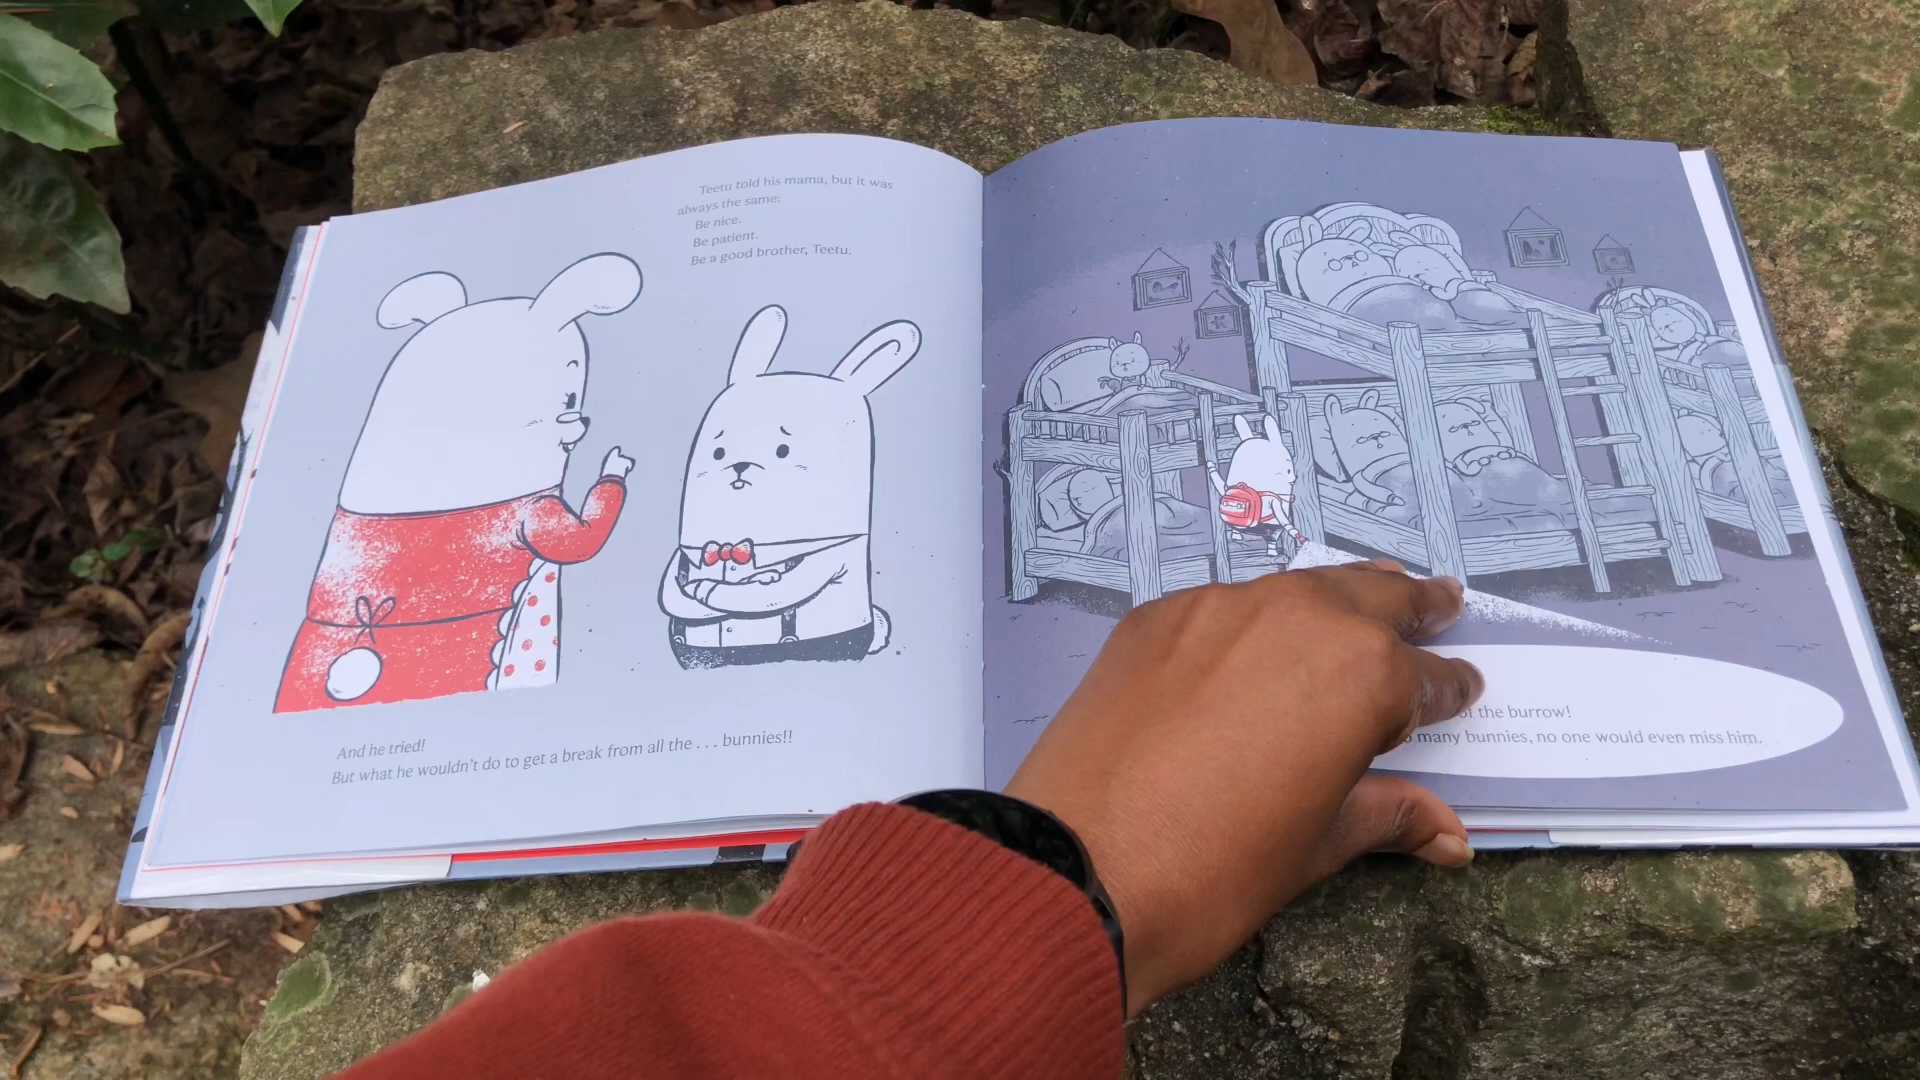 Teetu told his mama, but it was
always the same:
Be nice.
Be patient.
Be a good brother, Teetu.
And he tried!
But what he wouldn't do to get a break from all the . . . bunnies!!
of the burrow!
many bunnies, no one would even miss him.